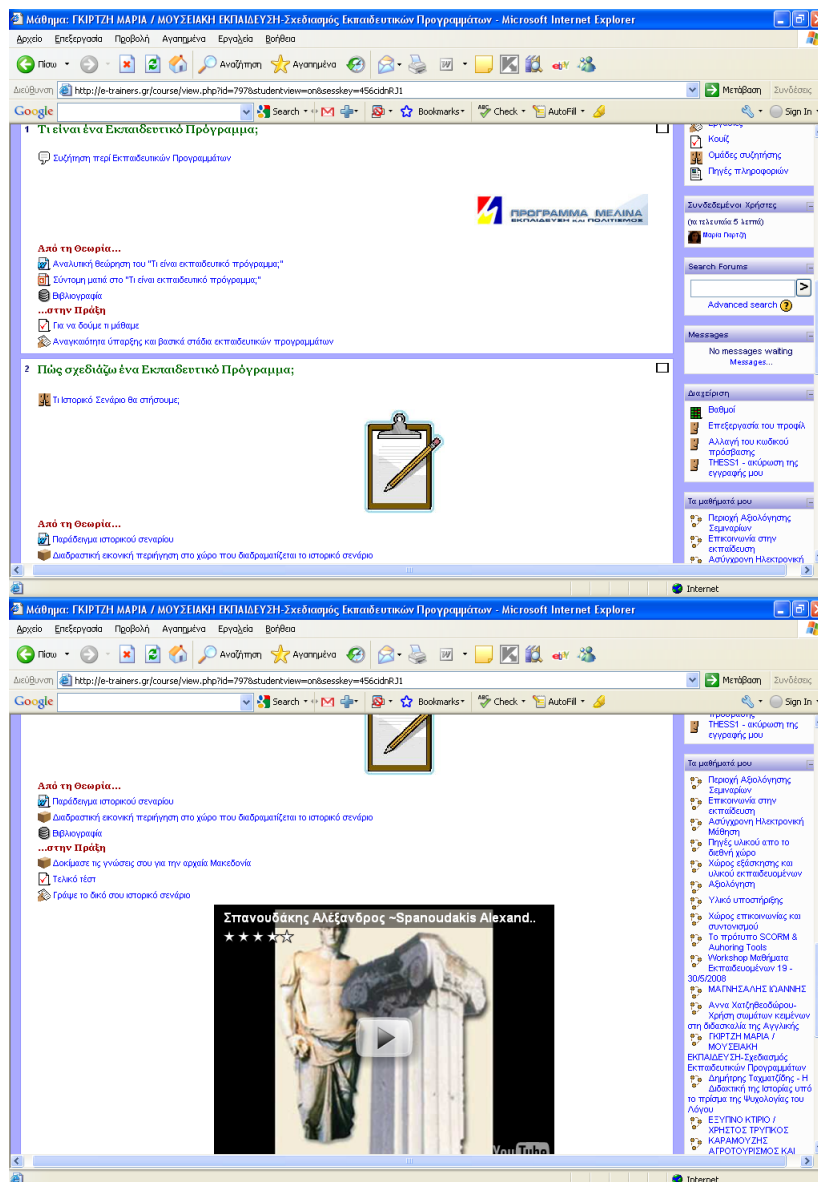 Μάθημα: ΓΚΙΡΤΖΗ ΜΑΡΙΑ / ΜΟΥΣΕΙΑΚΗ ΕΚΠΑΙΔΕΥΣΗ-Σχεδιασμός Εκπαιδευτικών Προγραμμάτων - Microsoft Internet Explorer
Αρχείο Επεξεργασία Προβολή Αγαπημένα Εργαλεία Βοήθεια
Πίσω Αναζήτηση Αγαπημένα
Διεύθυνση http://e-trainers.gr/course/view.php?id=797&studentview=on&sesskey=456cidnRJ1 Μετάβαση Συνδέσεις
Google Search Bookmarks Check AutoFill Sign In
1 Τι είναι ένα Εκπαιδευτικό Πρόγραμμα;
Συζήτηση περί Εκπαιδευτικών Προγραμμάτων
ΠΡΟΓΡΑΜΜΑ ΜΕΛΙΝΑ
ΕΚΠΑΙΔΕΥΣΗ και ΠΟΛΙΤΙΣΜΟΣ
Από τη Θεωρία...
Αναλυτική θεώρηση του "Τι είναι εκπαιδευτικό πρόγραμμα;"
Σύντομη ματιά στο "Τι είναι εκπαιδευτικό πρόγραμμα;"
Βιβλιογραφία
...στην Πράξη
Για να δούμε τι μάθαμε
Αναγκαιότητα ύπαρξης και βασικά στάδια εκπαιδευτικών προγραμμάτων
2 Πώς σχεδιάζω ένα Εκπαιδευτικό Πρόγραμμα;
Τι Ιστορικό Σενάριο θα στήσουμε;
Από τη Θεωρία...
Παράδειγμα ιστορικού σεναρίου
Διαδραστική εικονική περιήγηση στο χώρο που διαδραματίζεται το ιστορικό σενάριο
Εργασίες
Κουίζ
Ομάδες συζήτησης
Πηγές πληροφοριών
Συνδεδεμένοι Χρήστες
(τα τελευταία 5 λεπτά)
Μαρία
Search Forums
Advanced search
Messages
No messages waiting
Messages...
Διαχείριση
Βαθμοί
Επεξεργασία του προφίλ
Αλλαγή του κωδικού
πρόσβασης
THESS1 - ακύρωση της
εγγραφής μου
Τα μαθήματά μου
Περιοχή Αξιολόγησης
Σεμιναρίων
Επικοινωνία στην
εκπαίδευση
Ασύγχρονη Ηλεκτρονική
Internet
Μάθημα: ΓΚΙΡΤΖΗ ΜΑΡΙΑ / ΜΟΥΣΕΙΑΚΗ ΕΚΠΑΙΔΕΥΣΗ-Σχεδιασμός Εκπαιδευτικών Προγραμμάτων - Microsoft Internet Explorer
Αρχείο Επεξεργασία Προβολή Αγαπημένα Εργαλεία Βοήθεια
Πίσω Αναζήτηση Αγαπημένα
Διεύθυνση http://e-trainers.gr/course/view.php?id=797&studentview=on&sesskey=456cidnRJ1 Μετάβαση Συνδέσεις
Google Search Bookmarks Check AutoFill Sign In
Από τη Θεωρία...
Παράδειγμα ιστορικού σεναρίου
Διαδραστική εικονική περιήγηση στο χώρο που διαδραματίζεται το ιστορικό σενάριο
Βιβλιογραφία
...στην Πράξη
Δοκίμασε τις γνώσεις σου για την αρχαία Μακεδονία
Τελικό τέστ
Γράψε το δικό σου ιστορικό σενάριο
Σπανουδάκης Αλέξανδρος ~Spanoudakis Alexand..
YouTube
πρόσβασης
THESS1 - ακύρωση της
εγγραφής μου
Τα μαθήματά μου
Περιοχή Αξιολόγησης
Σεμιναρίων
Επικοινωνία στην
εκπαίδευση
Ασύγχρονη Ηλεκτρονική
Μάθηση
Πηγές υλικού απο το
διεθνή χώρο
Χώρος εξάσκησης και
υλικού εκπαιδευομένων
Αξιολόγηση
Υλικό υποστήριξης
Χώρος επικοινωνίας και
συντονισμού
Το πρότυπο SCORM &
Auhoring Tools
Workshop Μαθήματα
Εκπαιδευομένων 19 -
30/5/2008
ΜΑΓΝΗΣΑΛΗΣ ΙΩΑΝΝΗΣ
Αννα Χατζηθεοδώρου-
Χρήση σωμάτων κειμένων
στη διδασκαλία της Αγγλικής
ΓΚΙΡΤΖΗ ΜΑΡΙΑ /
ΜΟΥΣΕΙΑΚΗ
ΕΚΠΑΙΔΕΥΣΗ-Σχεδιασμός
Εκπαιδευτικών Προγραμμάτων
Δημήτρης Ταχματζίδης - Η
Διδακτική της Ιστορίας υπό
το πρίσμα της Ψυχολογίας του
Λόγου
ΕΞΥΠΝΟ ΚΤΙΡΙΟ /
ΧΡΗΣΤΟΣ ΤΡΥΠΚΟΣ
ΚΑΡΑΜΟΥΖΗΣ
ΑΓΡΟΤΟΥΡΙΣΜΟΣ ΚΑΙ
Internet